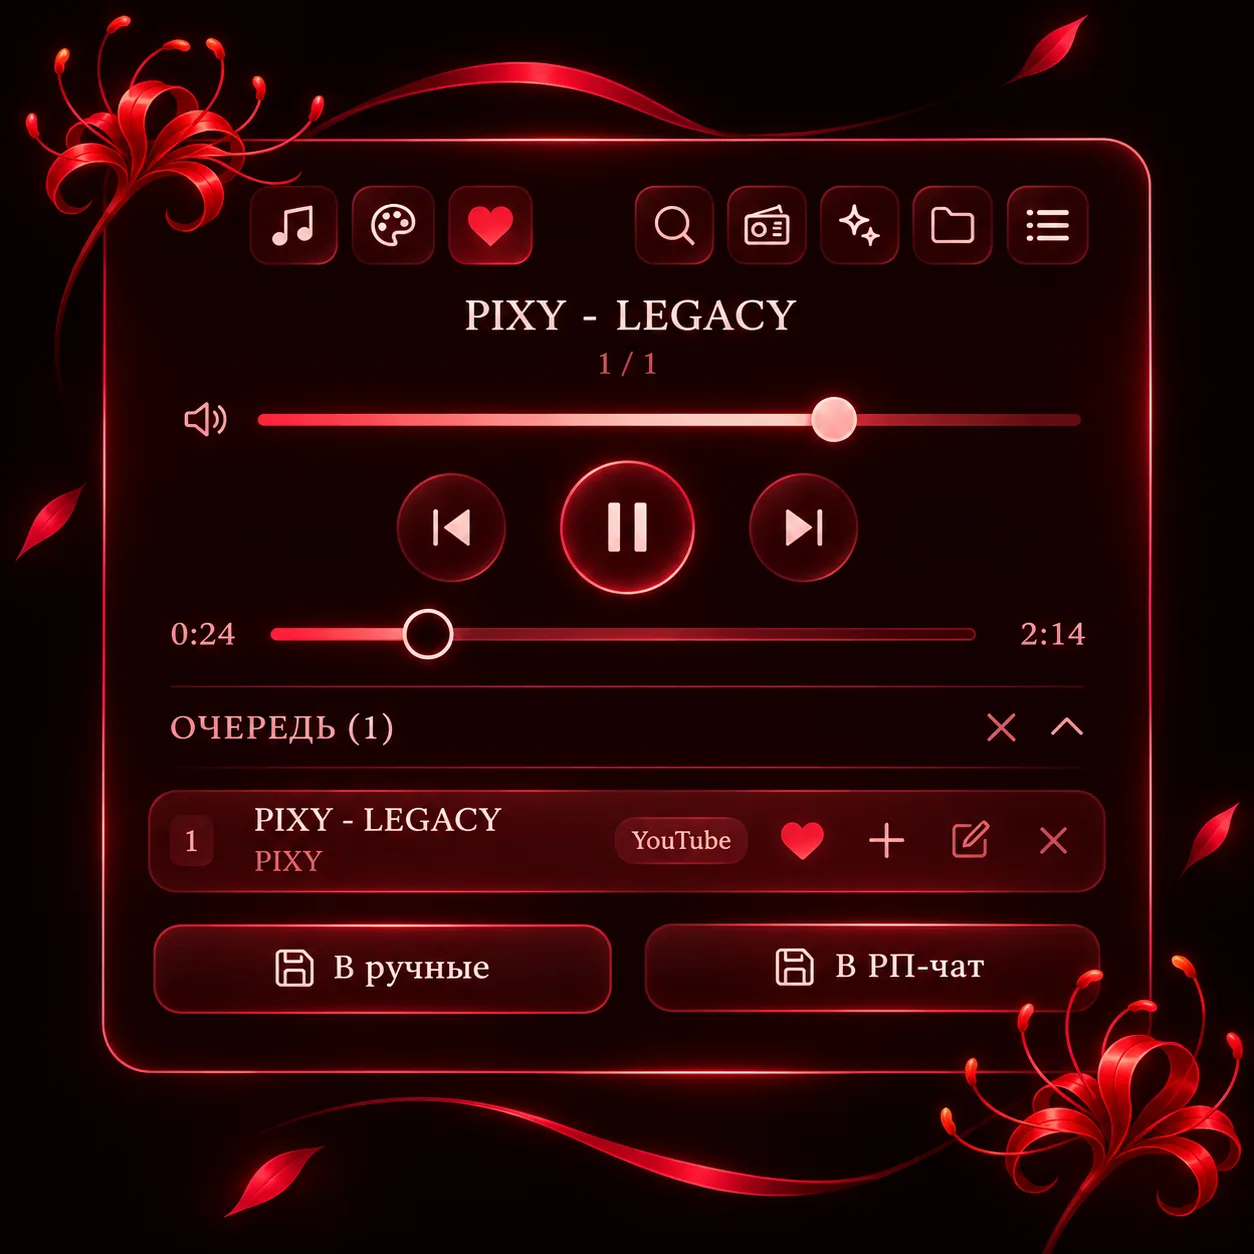 PIXY - LEGACY
1 / 1
0:24 2:14
ОЧЕРЕДЬ (1)
1 PIXY - LEGACY YouTube
PIXY
В ручные В РП-чат